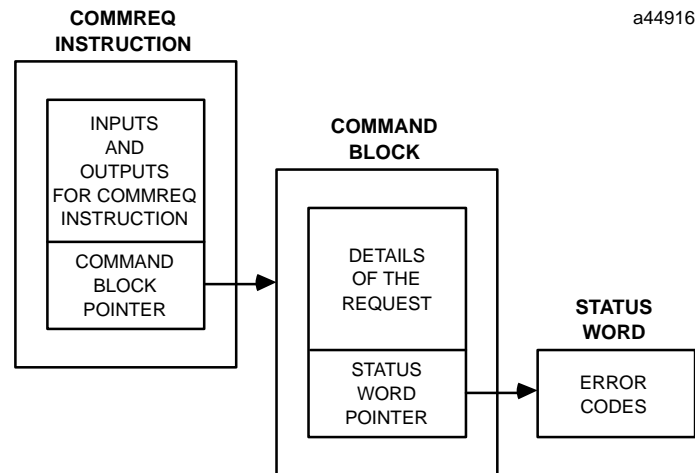 COMMREQ
INSTRUCTION
a44916
INPUTS
AND
OUTPUTS
FOR COMMREQ
INSTRUCTION
COMMAND
BLOCK
POINTER
COMMAND
BLOCK
DETAILS
OF THE
REQUEST
STATUS
WORD
POINTER
STATUS
WORD
ERROR
CODES